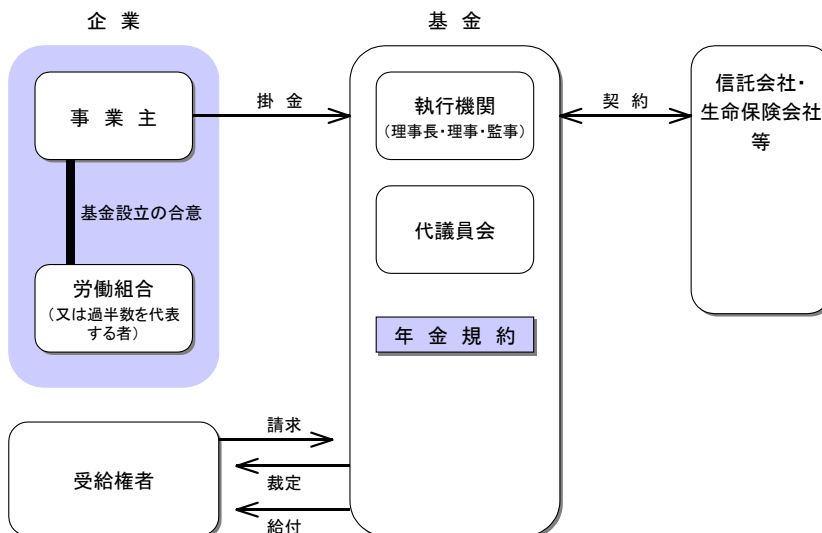 企 業
基 金
事 業 主
掛 金
執行機関
（理事長・理事・監事）
契 約
信託会社・
生命保険会社
等
基金設立の合意
代議員会
労働組合
（又は過半数を代表
する者）
年 金 規 約
受給権者
請求
裁定
給付